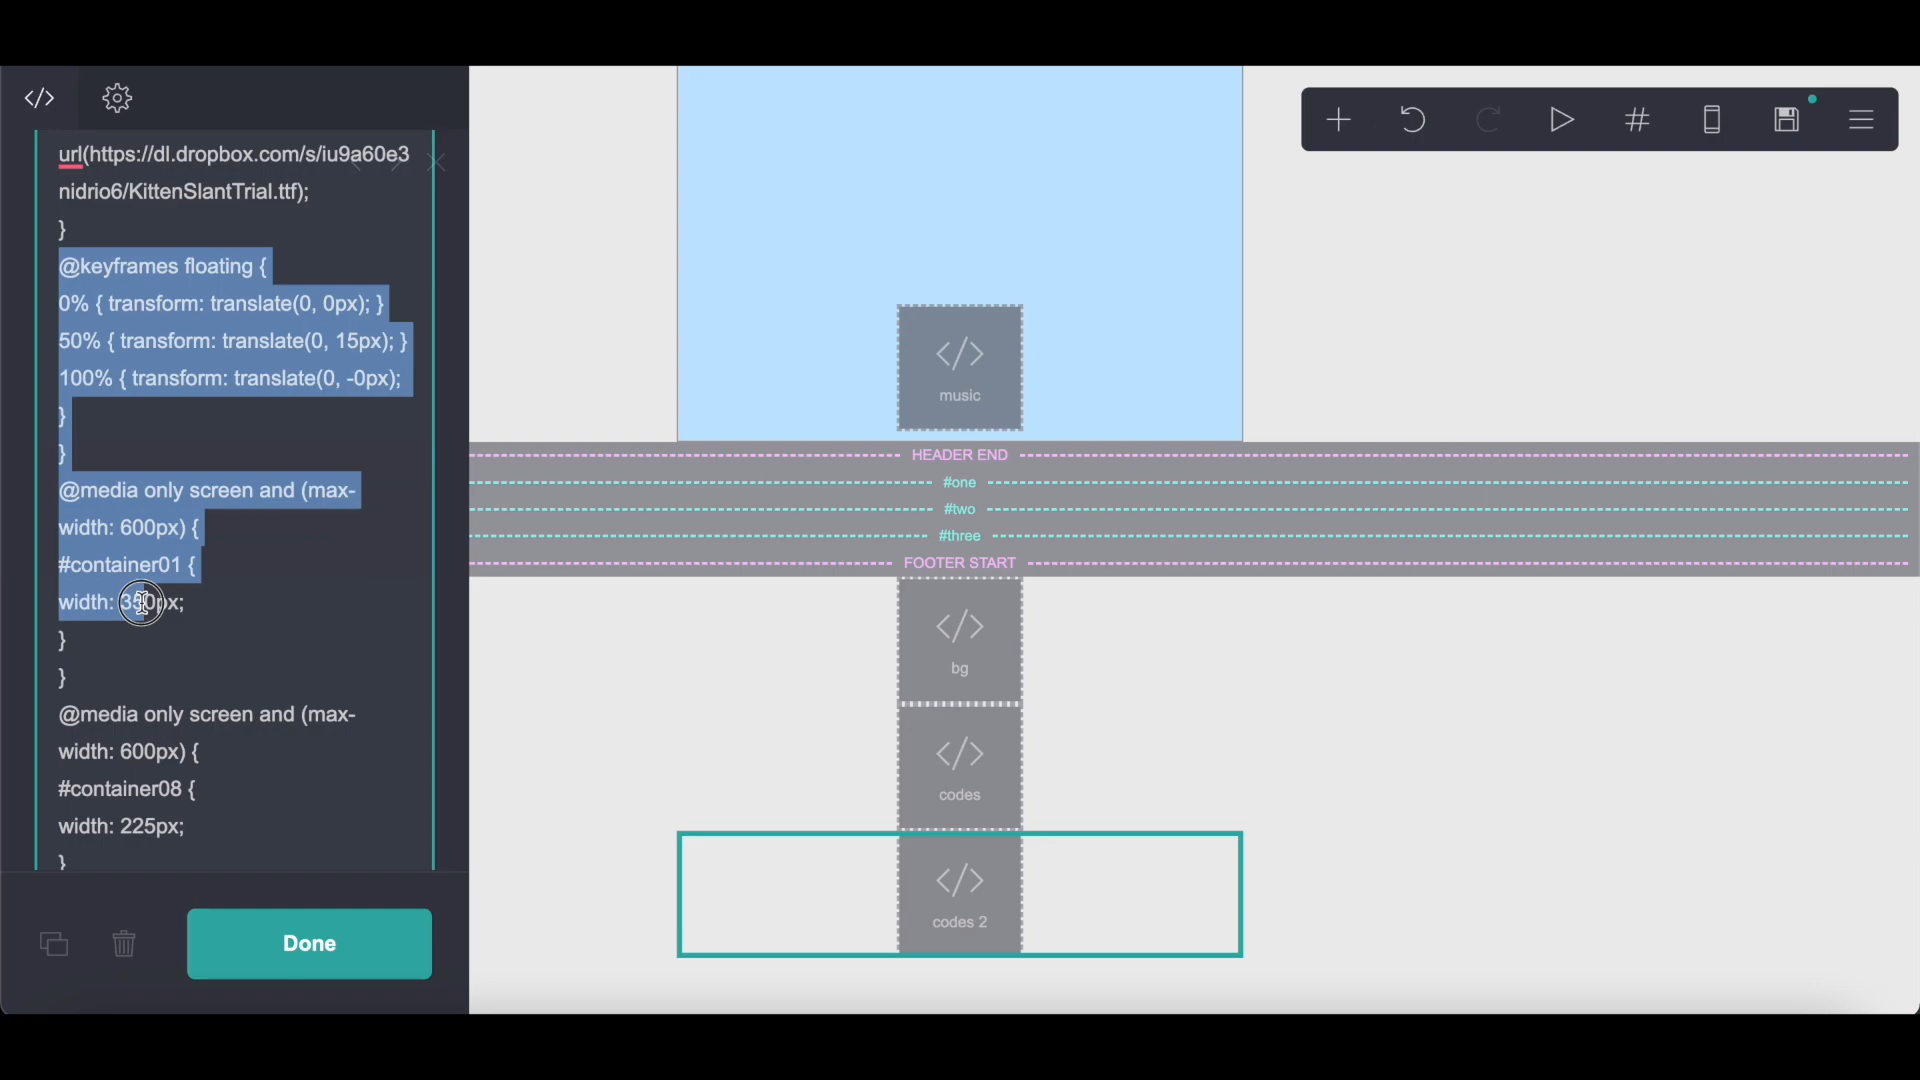 url(https://dl.dropbox.com/s/iu9a60e3
nidrio6/KittenSlantTrial.ttf);
}
@keyframes floating {
0% { transform: translate(0, 0px); }
50% { transform: translate(0, 15px); }
100% { transform: translate(0, -0px);
}
}
@media only screen and (max-
width: 600px) {
#container01 {
width: 350px;
}
}
@media only screen and (max-
width: 600px) {
#container08 {
width: 225px;
}
Done
music
HEADER END
#one
#two
#three
FOOTER START
bg
codes
codes 2